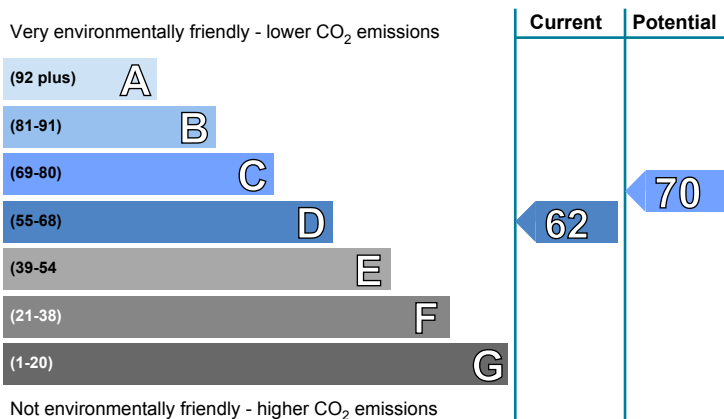 Current Potential
Very environmentally friendly - lower CO2 emissions
(92 plus) A
(81-91) B
(69-80) C
70
(55-68) D
62
(39-54 E
(21-38) F
(1-20) G
Not environmentally friendly - higher CO2 emissions